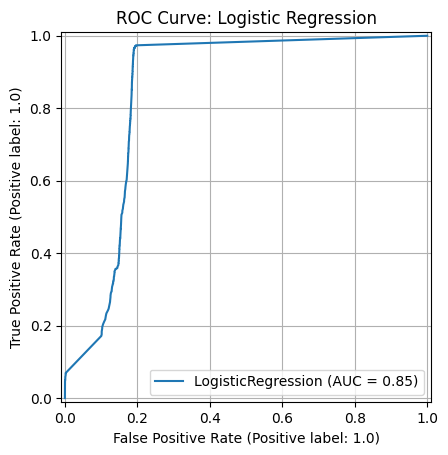 ROC Curve: Logistic Regression
True Positive Rate (Positive label: 1.0)
1.0
0.8
0.6
0.4
0.2
0.0
LogisticRegression (AUC = 0.85)
0.0 0.2 0.4 0.6 0.8 1.0
False Positive Rate (Positive label: 1.0)